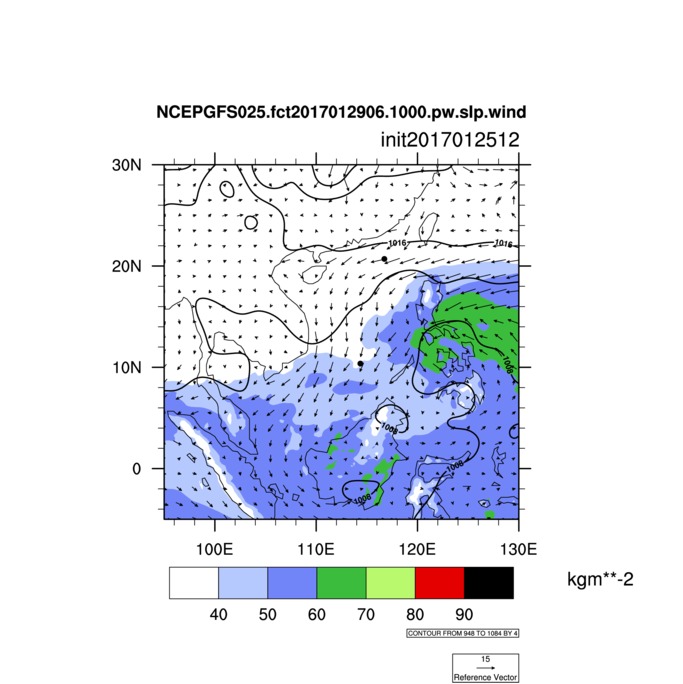 NCEPGFS025.fct2017012906.1000.pw.slp.wind
init2017012512
30N
20N
10N
0
1016
1016
1008
1008
1008
1008
100E 110E 120E 130E
kgm**-2
40 50 60 70 80 90
CONTOUR FROM 948 TO 1084 BY 4
15
Reference Vector